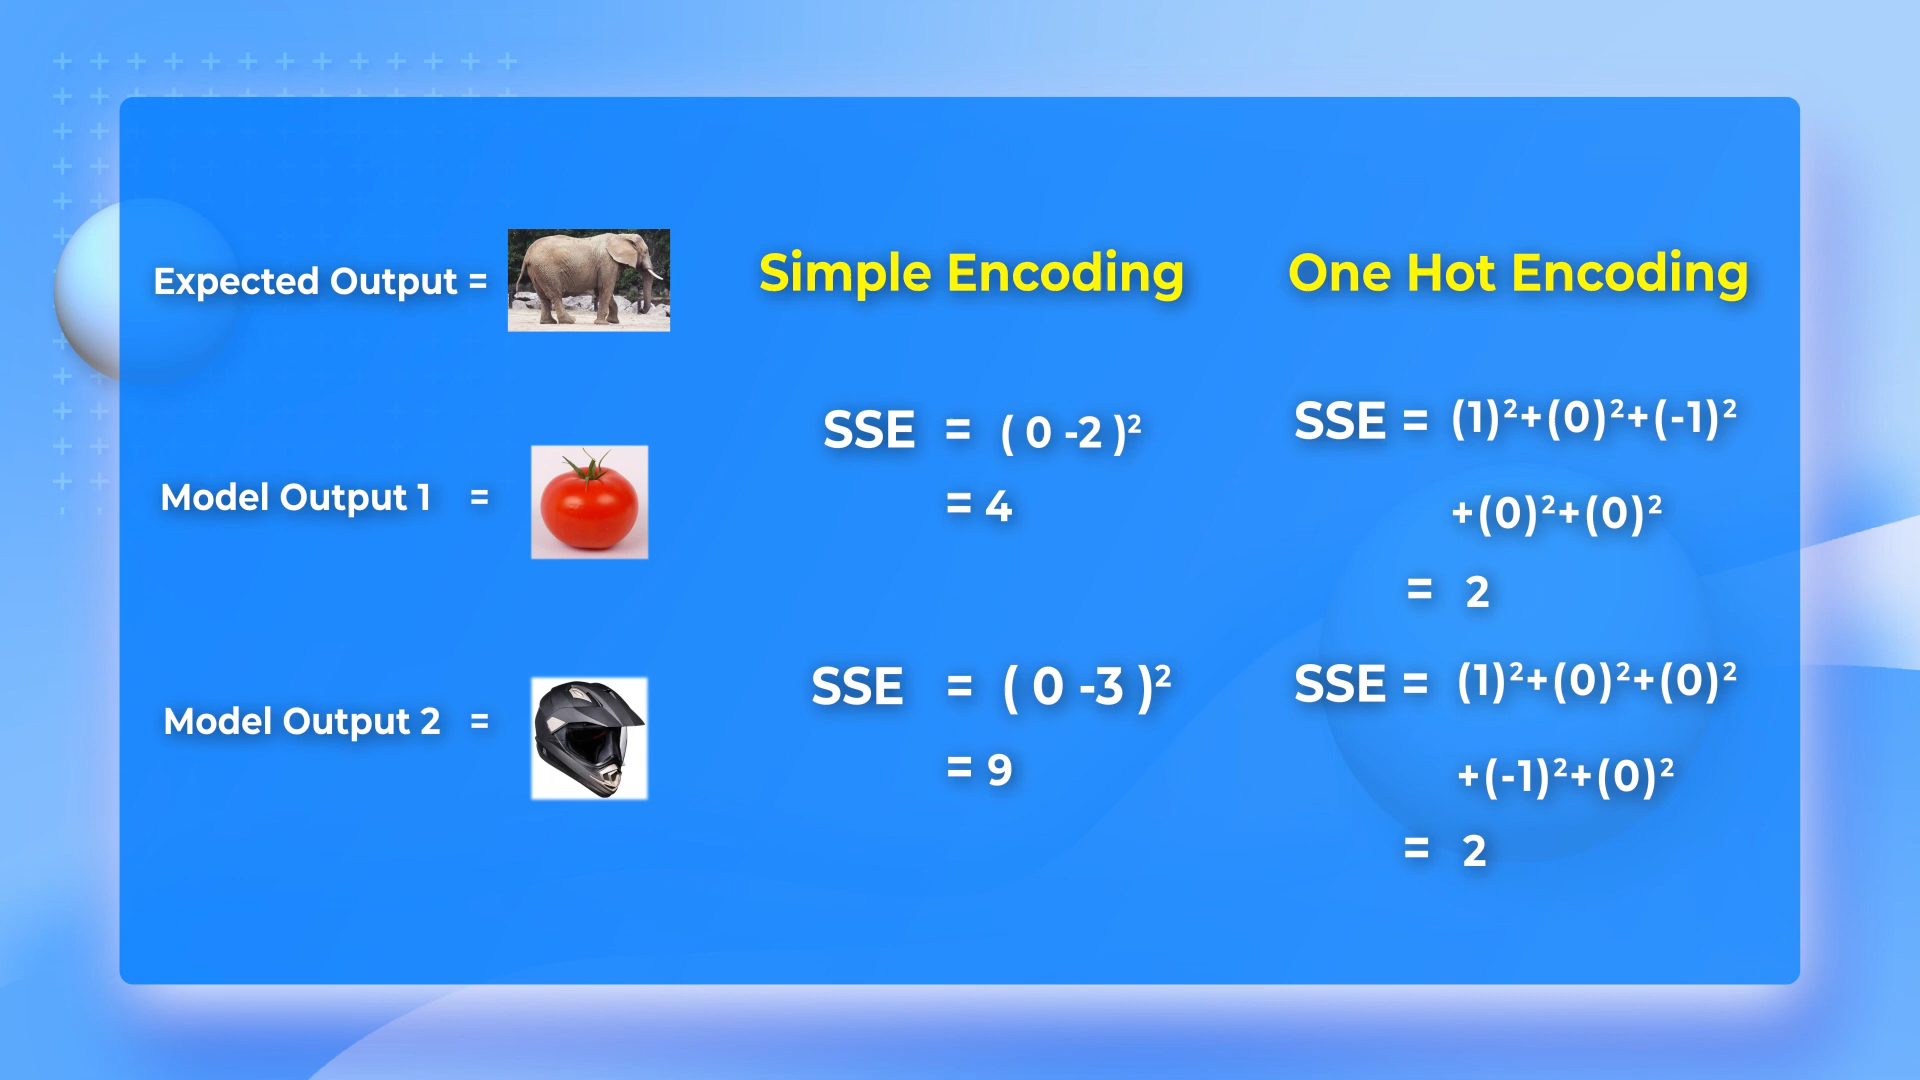 Expected Output =
Simple Encoding
One Hot Encoding
Model Output 1 =
SSE = ( 0 -2 )²
= 4
SSE = (1)²+(0)²+(-1)²
+(0)²+(0)²
= 2
Model Output 2 =
SSE = ( 0 -3 )²
= 9
SSE = (1)²+(0)²+(0)²
+(-1)²+(0)²
= 2